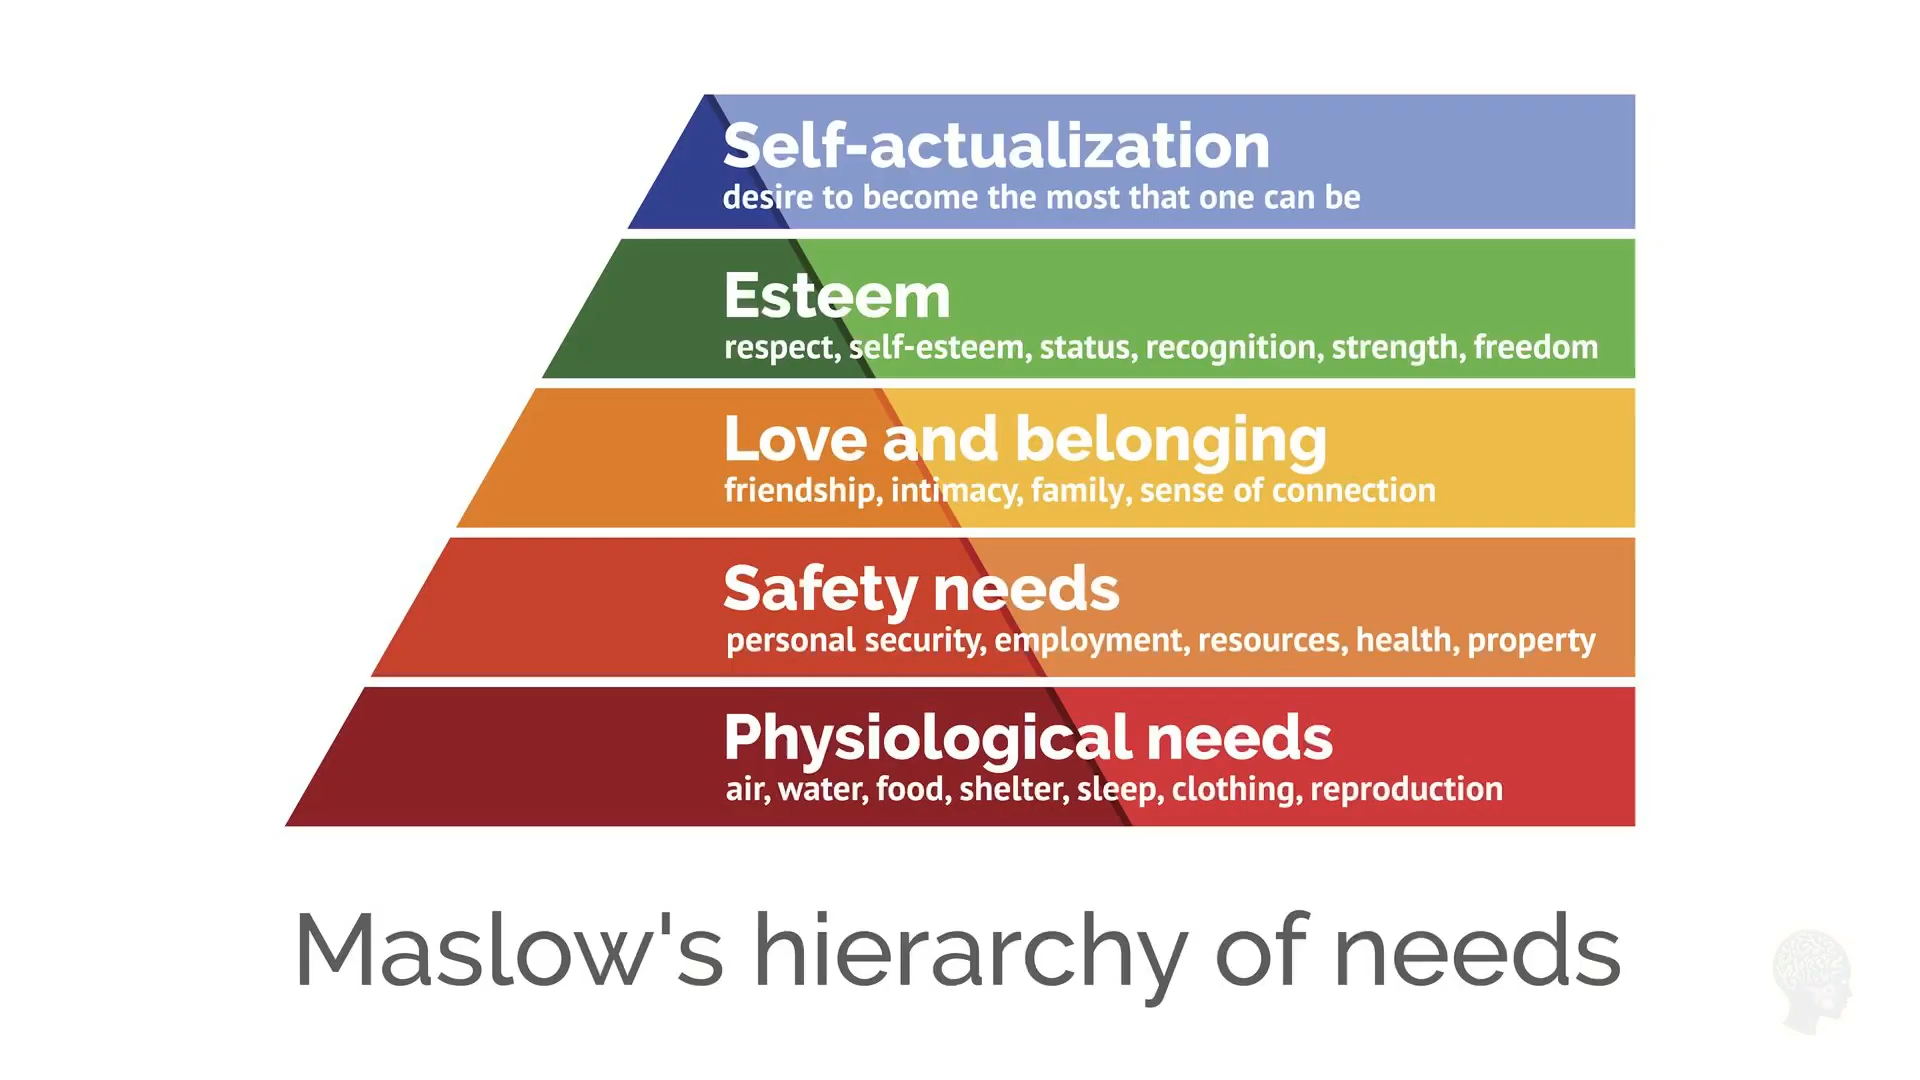 Self-actualization
desire to become the most that one can be
Esteem
respect, self-esteem, status, recognition, strength, freedom
Love and belonging
friendship, intimacy, family, sense of connection
Safety needs
personal security, employment, resources, health, property
Physiological needs
air, water, food, shelter, sleep, clothing, reproduction
Maslow's hierarchy of needs